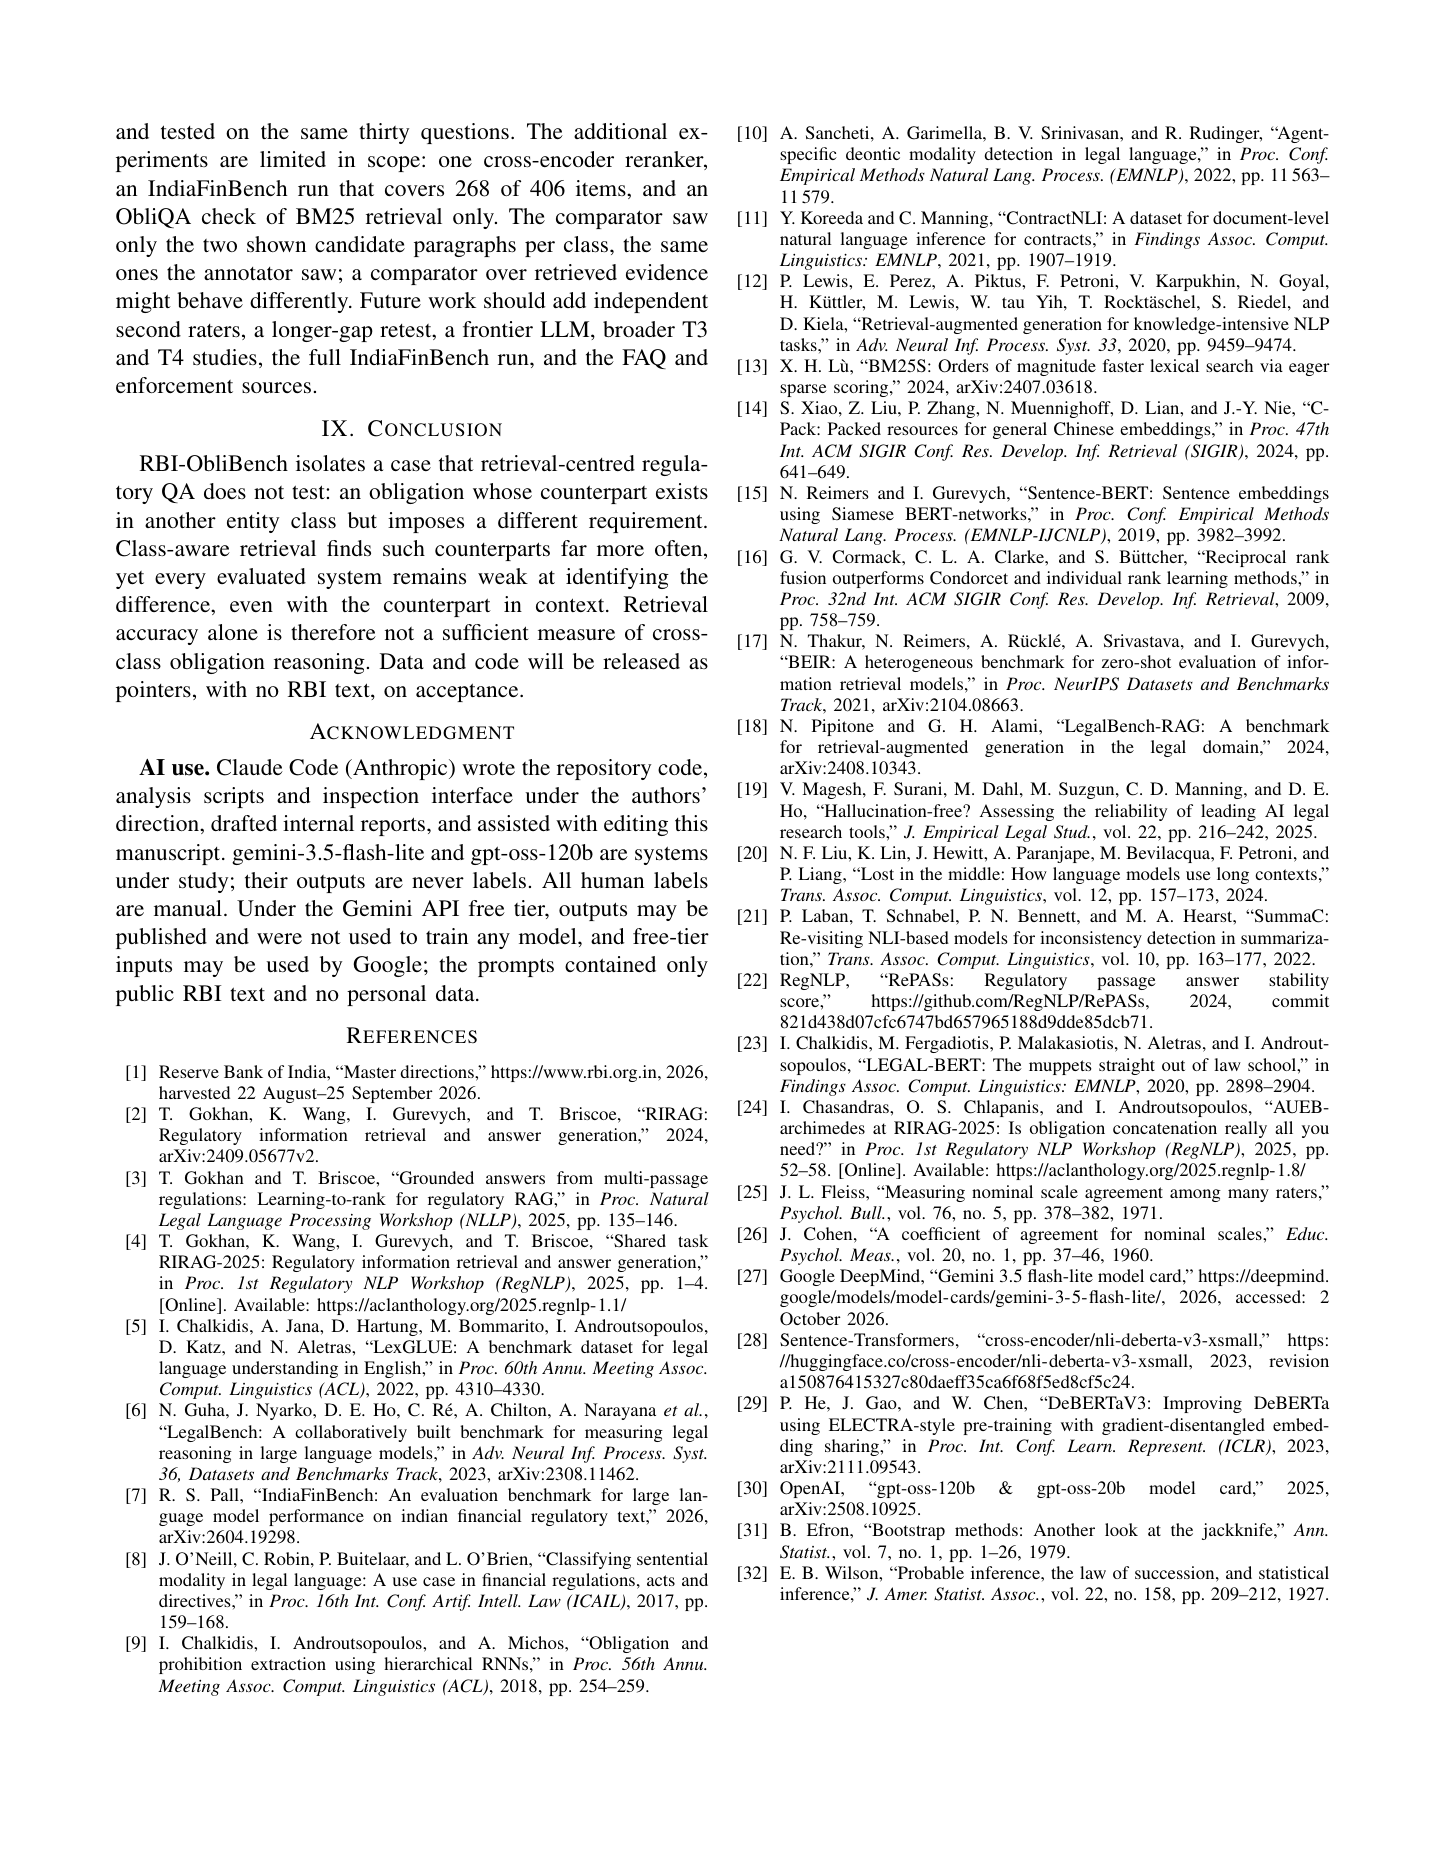 and tested on the same thirty questions. The additional ex-
periments are limited in scope: one cross-encoder reranker,
an IndiaFinBench run that covers 268 of 406 items, and an
ObliQA check of BM25 retrieval only. The comparator saw
only the two shown candidate paragraphs per class, the same
ones the annotator saw; a comparator over retrieved evidence
might behave differently. Future work should add independent
second raters, a longer-gap retest, a frontier LLM, broader T3
and T4 studies, the full IndiaFinBench run, and the FAQ and
enforcement sources.
IX. CONCLUSION
RBI-ObliBench isolates a case that retrieval-centred regula-
tory QA does not test: an obligation whose counterpart exists
in another entity class but imposes a different requirement.
Class-aware retrieval finds such counterparts far more often,
yet every evaluated system remains weak at identifying the
difference, even with the counterpart in context. Retrieval
accuracy alone is therefore not a sufficient measure of cross-
class obligation reasoning. Data and code will be released as
pointers, with no RBI text, on acceptance.
ACKNOWLEDGMENT
AI use. Claude Code (Anthropic) wrote the repository code,
analysis scripts and inspection interface under the authors’
direction, drafted internal reports, and assisted with editing this
manuscript. gemini-3.5-flash-lite and gpt-oss-120b are systems
under study; their outputs are never labels. All human labels
are manual. Under the Gemini API free tier, outputs may be
published and were not used to train any model, and free-tier
inputs may be used by Google; the prompts contained only
public RBI text and no personal data.
REFERENCES
[1] Reserve Bank of India, “Master directions,” https://www.rbi.org.in, 2026,
harvested 22 August–25 September 2026.
[2] T. Gokhan, K. Wang, I. Gurevych, and T. Briscoe, “RIRAG:
Regulatory information retrieval and answer generation,” 2024,
arXiv:2409.05677v2.
[3] T. Gokhan and T. Briscoe, “Grounded answers from multi-passage
regulations: Learning-to-rank for regulatory RAG,” in Proc. Natural
Legal Language Processing Workshop (NLLP), 2025, pp. 135–146.
[4] T. Gokhan, K. Wang, I. Gurevych, and T. Briscoe, “Shared task
RIRAG-2025: Regulatory information retrieval and answer generation,”
in Proc. 1st Regulatory NLP Workshop (RegNLP), 2025, pp. 1–4.
[Online]. Available: https://aclanthology.org/2025.regnlp-1.1/
[5] I. Chalkidis, A. Jana, D. Hartung, M. Bommarito, I. Androutsopoulos,
D. Katz, and N. Aletras, “LexGLUE: A benchmark dataset for legal
language understanding in English,” in Proc. 60th Annu. Meeting Assoc.
Comput. Linguistics (ACL), 2022, pp. 4310–4330.
[6] N. Guha, J. Nyarko, D. E. Ho, C. Ré, A. Chilton, A. Narayana et al.,
“LegalBench: A collaboratively built benchmark for measuring legal
reasoning in large language models,” in Adv. Neural Inf. Process. Syst.
36, Datasets and Benchmarks Track, 2023, arXiv:2308.11462.
[7] R. S. Pall, “IndiaFinBench: An evaluation benchmark for large lan-
guage model performance on indian financial regulatory text,” 2026,
arXiv:2604.19298.
[8] J. O’Neill, C. Robin, P. Buitelaar, and L. O’Brien, “Classifying sentential
modality in legal language: A use case in financial regulations, acts and
directives,” in Proc. 16th Int. Conf. Artif. Intell. Law (ICAIL), 2017, pp.
159–168.
[9] I. Chalkidis, I. Androutsopoulos, and A. Michos, “Obligation and
prohibition extraction using hierarchical RNNs,” in Proc. 56th Annu.
Meeting Assoc. Comput. Linguistics (ACL), 2018, pp. 254–259.
[10] A. Sancheti, A. Garimella, B. V. Srinivasan, and R. Rudinger, “Agent-
specific deontic modality detection in legal language,” in Proc. Conf.
Empirical Methods Natural Lang. Process. (EMNLP), 2022, pp. 11 563–
11 579.
[11] Y. Koreeda and C. Manning, “ContractNLI: A dataset for document-level
natural language inference for contracts,” in Findings Assoc. Comput.
Linguistics: EMNLP, 2021, pp. 1907–1919.
[12] P. Lewis, E. Perez, A. Piktus, F. Petroni, V. Karpukhin, N. Goyal,
H. Küttler, M. Lewis, W. tau Yih, T. Rocktäschel, S. Riedel, and
D. Kiela, “Retrieval-augmented generation for knowledge-intensive NLP
tasks,” in Adv. Neural Inf. Process. Syst. 33, 2020, pp. 9459–9474.
[13] X. H. Lù, “BM25S: Orders of magnitude faster lexical search via eager
sparse scoring,” 2024, arXiv:2407.03618.
[14] S. Xiao, Z. Liu, P. Zhang, N. Muennighoff, D. Lian, and J.-Y. Nie, “C-
Pack: Packed resources for general Chinese embeddings,” in Proc. 47th
Int. ACM SIGIR Conf. Res. Develop. Inf. Retrieval (SIGIR), 2024, pp.
641–649.
[15] N. Reimers and I. Gurevych, “Sentence-BERT: Sentence embeddings
using Siamese BERT-networks,” in Proc. Conf. Empirical Methods
Natural Lang. Process. (EMNLP-IJCNLP), 2019, pp. 3982–3992.
[16] G. V. Cormack, C. L. A. Clarke, and S. Büttcher, “Reciprocal rank
fusion outperforms Condorcet and individual rank learning methods,” in
Proc. 32nd Int. ACM SIGIR Conf. Res. Develop. Inf. Retrieval, 2009,
pp. 758–759.
[17] N. Thakur, N. Reimers, A. Rücklé, A. Srivastava, and I. Gurevych,
“BEIR: A heterogeneous benchmark for zero-shot evaluation of infor-
mation retrieval models,” in Proc. NeurIPS Datasets and Benchmarks
Track, 2021, arXiv:2104.08663.
[18] N. Pipitone and G. H. Alami, “LegalBench-RAG: A benchmark
for retrieval-augmented generation in the legal domain,” 2024,
arXiv:2408.10343.
[19] V. Magesh, F. Surani, M. Dahl, M. Suzgun, C. D. Manning, and D. E.
Ho, “Hallucination-free? Assessing the reliability of leading AI legal
research tools,” J. Empirical Legal Stud., vol. 22, pp. 216–242, 2025.
[20] N. F. Liu, K. Lin, J. Hewitt, A. Paranjape, M. Bevilacqua, F. Petroni, and
P. Liang, “Lost in the middle: How language models use long contexts,”
Trans. Assoc. Comput. Linguistics, vol. 12, pp. 157–173, 2024.
[21] P. Laban, T. Schnabel, P. N. Bennett, and M. A. Hearst, “SummaC:
Re-visiting NLI-based models for inconsistency detection in summariza-
tion,” Trans. Assoc. Comput. Linguistics, vol. 10, pp. 163–177, 2022.
[22] RegNLP, “RePASs: Regulatory passage answer stability
score,” https://github.com/RegNLP/RePASs, 2024, commit
821d438d07cfc6747bd657965188d9dde85dcb71.
[23] I. Chalkidis, M. Fergadiotis, P. Malakasiotis, N. Aletras, and I. Androut-
sopoulos, “LEGAL-BERT: The muppets straight out of law school,” in
Findings Assoc. Comput. Linguistics: EMNLP, 2020, pp. 2898–2904.
[24] I. Chasandras, O. S. Chlapanis, and I. Androutsopoulos, “AUEB-
archimedes at RIRAG-2025: Is obligation concatenation really all you
need?” in Proc. 1st Regulatory NLP Workshop (RegNLP), 2025, pp.
52–58. [Online]. Available: https://aclanthology.org/2025.regnlp-1.8/
[25] J. L. Fleiss, “Measuring nominal scale agreement among many raters,”
Psychol. Bull., vol. 76, no. 5, pp. 378–382, 1971.
[26] J. Cohen, “A coefficient of agreement for nominal scales,” Educ.
Psychol. Meas., vol. 20, no. 1, pp. 37–46, 1960.
[27] Google DeepMind, “Gemini 3.5 flash-lite model card,” https://deepmind.
google/models/model-cards/gemini-3-5-flash-lite/, 2026, accessed: 2
October 2026.
[28] Sentence-Transformers, “cross-encoder/nli-deberta-v3-xsmall,” https:
//huggingface.co/cross-encoder/nli-deberta-v3-xsmall, 2023, revision
a150876415327c80daeff35ca6f68f5ed8cf5c24.
[29] P. He, J. Gao, and W. Chen, “DeBERTaV3: Improving DeBERTa
using ELECTRA-style pre-training with gradient-disentangled embed-
ding sharing,” in Proc. Int. Conf. Learn. Represent. (ICLR), 2023,
arXiv:2111.09543.
[30] OpenAI, “gpt-oss-120b & gpt-oss-20b model card,” 2025,
arXiv:2508.10925.
[31] B. Efron, “Bootstrap methods: Another look at the jackknife,” Ann.
Statist., vol. 7, no. 1, pp. 1–26, 1979.
[32] E. B. Wilson, “Probable inference, the law of succession, and statistical
inference,” J. Amer. Statist. Assoc., vol. 22, no. 158, pp. 209–212, 1927.